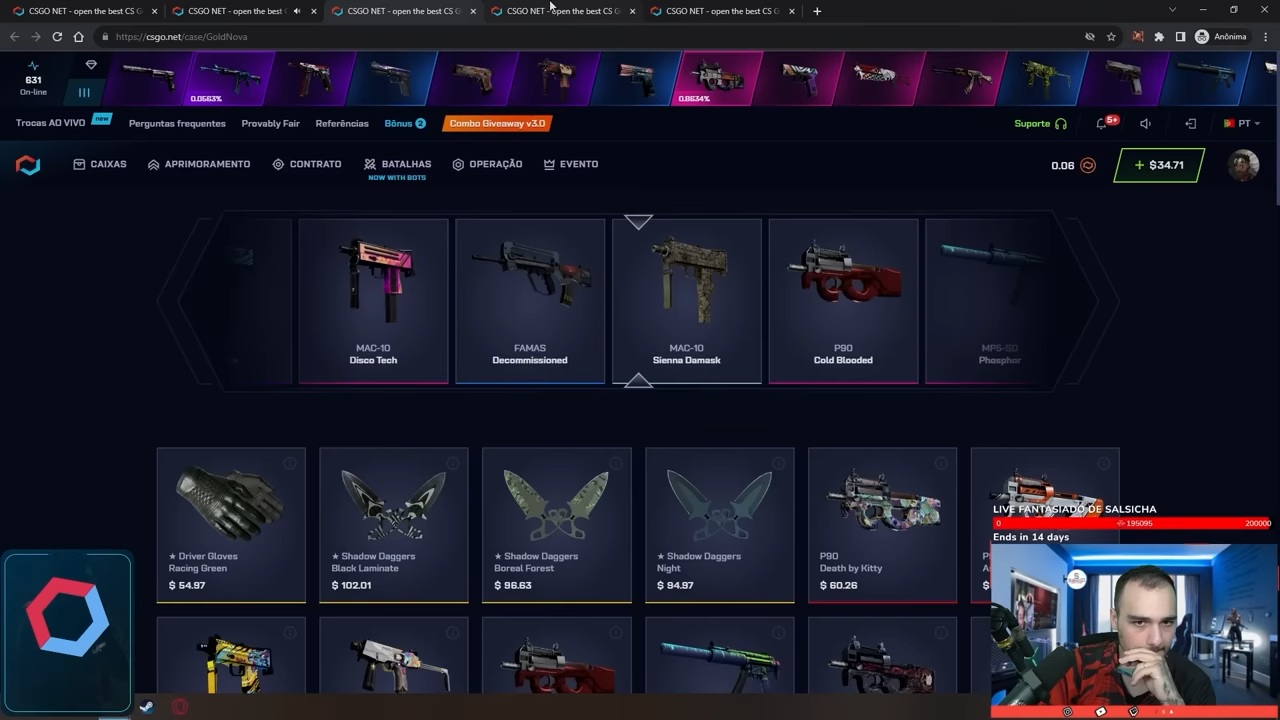 CSGO NET - open the best CS G
CSGO NET - open the best CS
CSGO NET - open the best CS G
CSGO NET - open the best CS G
CSGO NET - open the best CS G
https://csgo.net/case/GoldNova
Anônima
631
On-line
0.0563%
0.8634%
Trocas AO VIVO
new
Perguntas frequentes
Provably Fair
Referências
Bônus 2
Combo Giveaway v3.0
Suporte
5+
PT
CAIXAS
APRIMORAMENTO
CONTRATO
BATALHAS
NOW WITH BOTS
OPERAÇÃO
EVENTO
0.06
+ $34.71
MAC-10
Disco Tech
FAMAS
Decommissioned
MAC-10
Sienna Damask
P90
Cold Blooded
MP5-SD
Phosphor
★ Driver Gloves
Racing Green
$ 54.97
★ Shadow Daggers
Black Laminate
$ 102.01
★ Shadow Daggers
Boreal Forest
$ 96.63
★ Shadow Daggers
Night
$ 94.97
P90
Death by Kitty
$ 60.26
LIVE FANTASIADO DE SALSICHA
0
195095
200000
Ends in 14 days